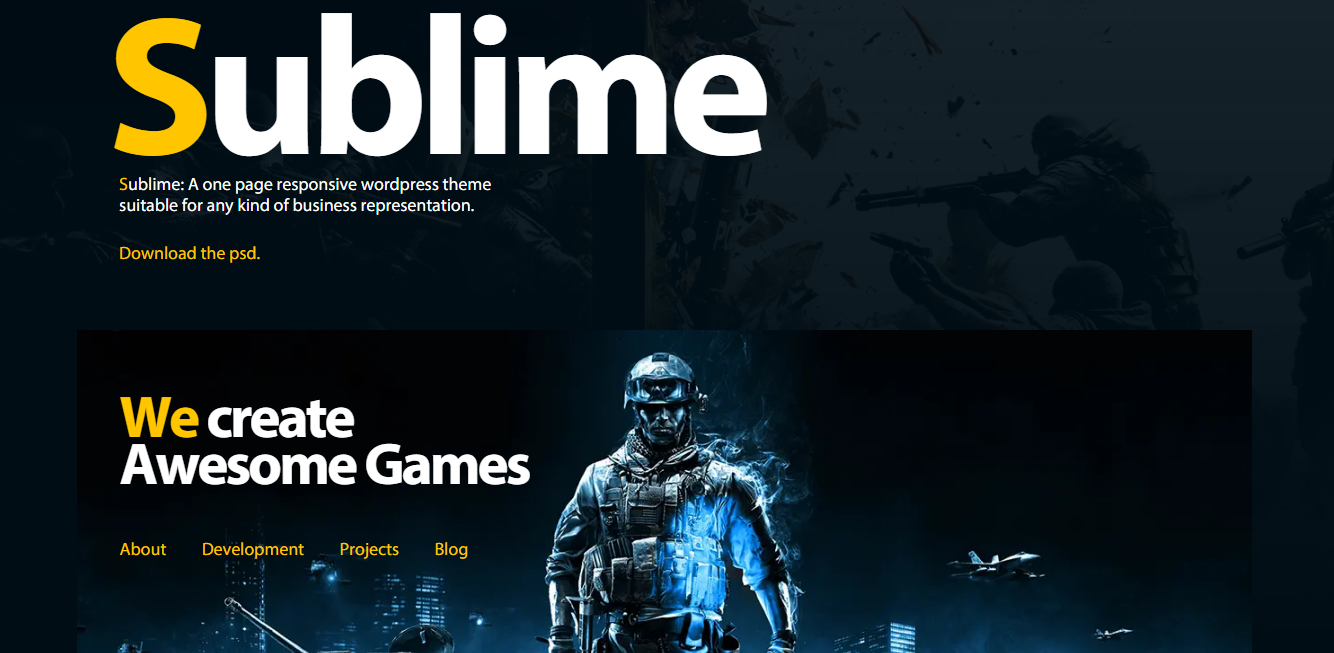 Sublime
Sublime: A one page responsive wordpress theme
suitable for any kind of business representation.
Download the psd.
We create
Awesome Games
About Development Projects Blog